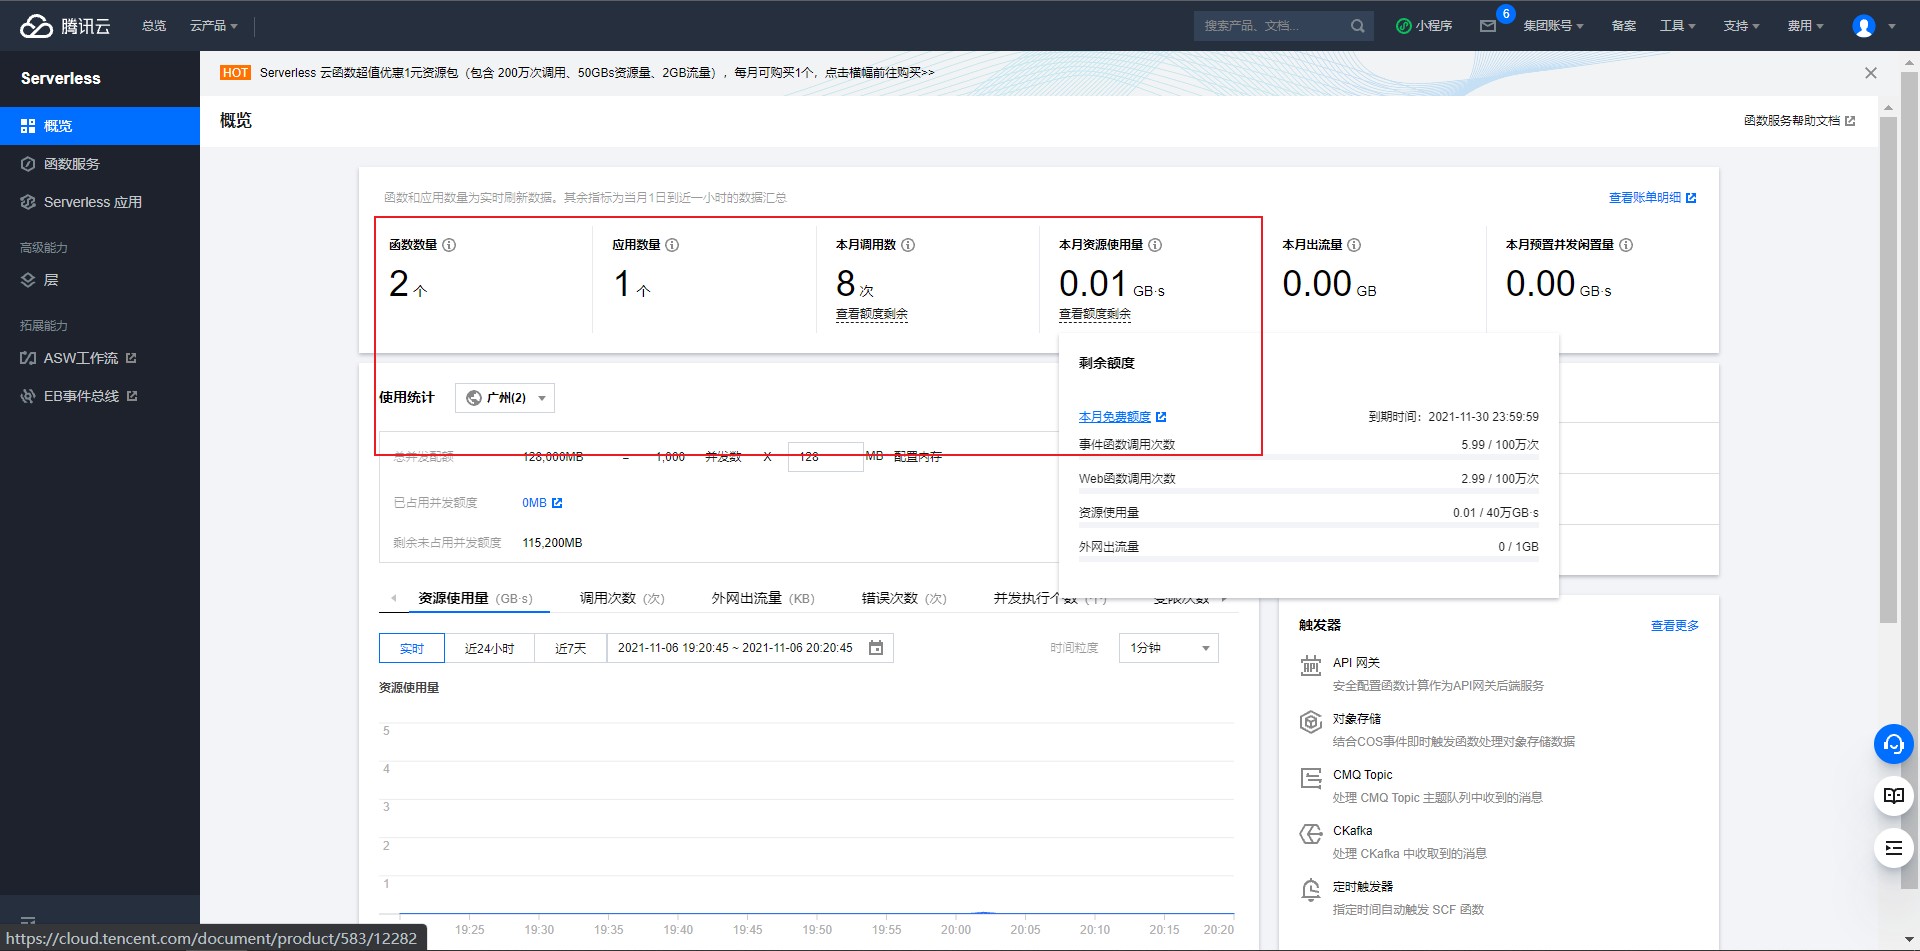 腾讯云
总览
云产品
搜索产品、文档...
小程序
6
集团账号
备案
工具
支持
费用
Serverless
概览
函数服务
Serverless 应用
高级能力
层
拓展能力
ASW工作流
EB事件总线
HOT Serverless 云函数超值优惠1元资源包（包含 200万次调用、50GBs资源量、2GB流量），每月可购买1个，点击横幅前往购买>>
概览
函数服务帮助文档
函数和应用数量为实时刷新数据。其余指标为当月1日到近一小时的数据汇总
查看账单明细
函数数量
2 个
应用数量
1 个
本月调用数
8 次
查看额度剩余
本月资源使用量
0.01 GB·s
查看额度剩余
本月出流量
0.00 GB
本月预置并发闲置量
0.00 GB·s
使用统计
广州(2)
总并发配额 128,000MB = 1,000 并发数 X 128 MB 配置内存
已占用并发额度 0MB
剩余未占用并发额度 115,200MB
剩余额度
本月免费额度 到期时间：2021-11-30 23:59:59
事件函数调用次数 5.99 / 100万次
Web函数调用次数 2.99 / 100万次
资源使用量 0.01 / 40万GB·s
外网出流量 0 / 1GB
资源使用量 (GB·s)
调用次数 (次)
外网出流量 (KB)
错误次数 (次)
并发执行个数 (个)
受限次数
实时
近24小时
近7天
2021-11-06 19:20:45 ~ 2021-11-06 20:20:45
时间粒度
1分钟
资源使用量
5
4
3
2
1
19:25 19:30 19:35 19:40 19:45 19:50 19:55 20:00 20:05 20:10 20:15 20:20
触发器
查看更多
API 网关
安全配置函数计算作为API网关后端服务
对象存储
结合COS事件即时触发函数处理对象存储数据
CMQ Topic
处理 CMQ Topic 主题队列中收到的消息
CKafka
处理 CKafka 中收取到的消息
定时触发器
指定时间自动触发 SCF 函数
https://cloud.tencent.com/document/product/583/12282